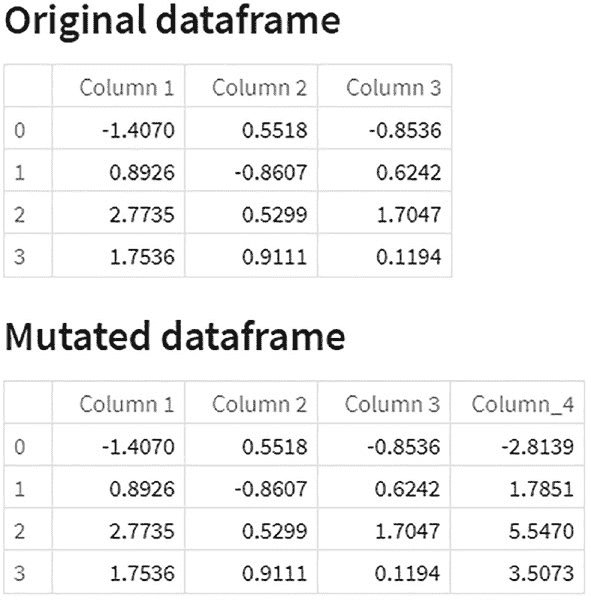 Original dataframe
Column 1 Column 2 Column 3
0 -1.4070 0.5518 -0.8536
1 0.8926 -0.8607 0.6242
2 2.7735 0.5299 1.7047
3 1.7536 0.9111 0.1194
Mutated dataframe
Column 1 Column 2 Column 3 Column_4
0 -1.4070 0.5518 -0.8536 -2.8139
1 0.8926 -0.8607 0.6242 1.7851
2 2.7735 0.5299 1.7047 5.5470
3 1.7536 0.9111 0.1194 3.5073